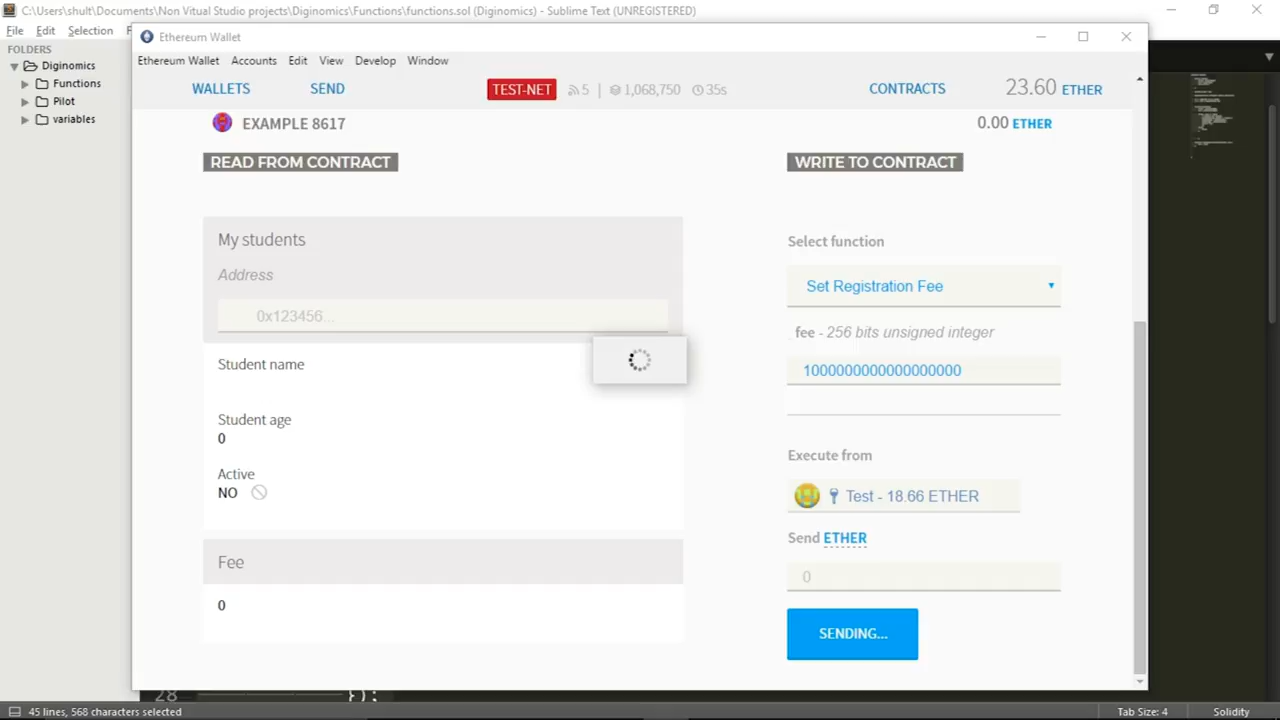 C:\Users\shult\Documents\Non Vitual Studio projects\Diginomics\Functions\functions.sol (Diginomics) - Sublime Text (UNREGISTERED)
File Edit Selection F
FOLDERS
Diginomics
Functions
Pilot
variables
Ethereum Wallet
Ethereum Wallet Accounts Edit View Develop Window
WALLETS SEND TEST-NET 5 | 1,068,750 35s CONTRACTS 23.60 ETHER
EXAMPLE 8617 0.00 ETHER
READ FROM CONTRACT
My students
Address
0x123456...
Student name
Student age
0
Active
NO
Fee
0
WRITE TO CONTRACT
Select function
Set Registration Fee
fee - 256 bits unsigned integer
1000000000000000000
Execute from
Test - 18.66 ETHER
Send ETHER
0
SENDING...
28 });
45 lines, 568 characters selected Tab Size: 4 Solidity